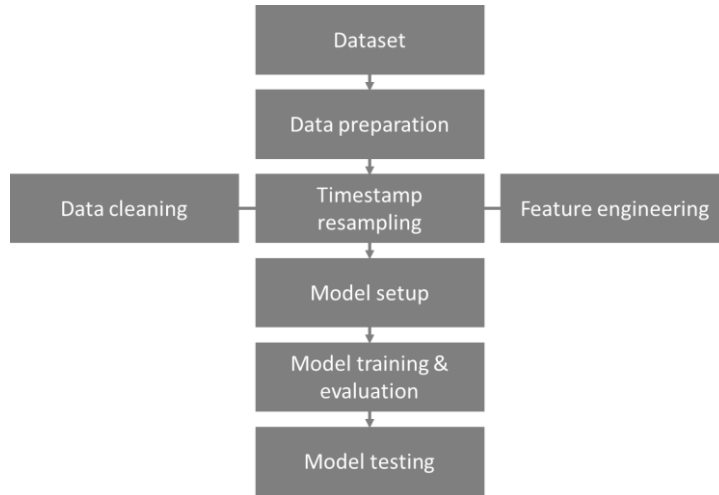 Dataset
Data preparation
Data cleaning
Timestamp
resampling
Feature engineering
Model setup
Model training &
evaluation
Model testing